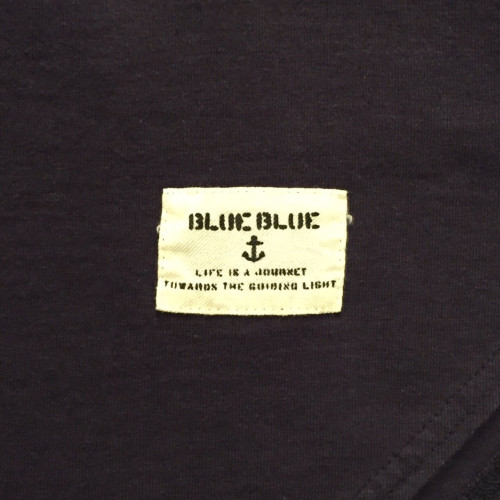 BLUE BLUE
LIFE IS A JOURNEY
TOWARDS THE GUIDING LIGHT